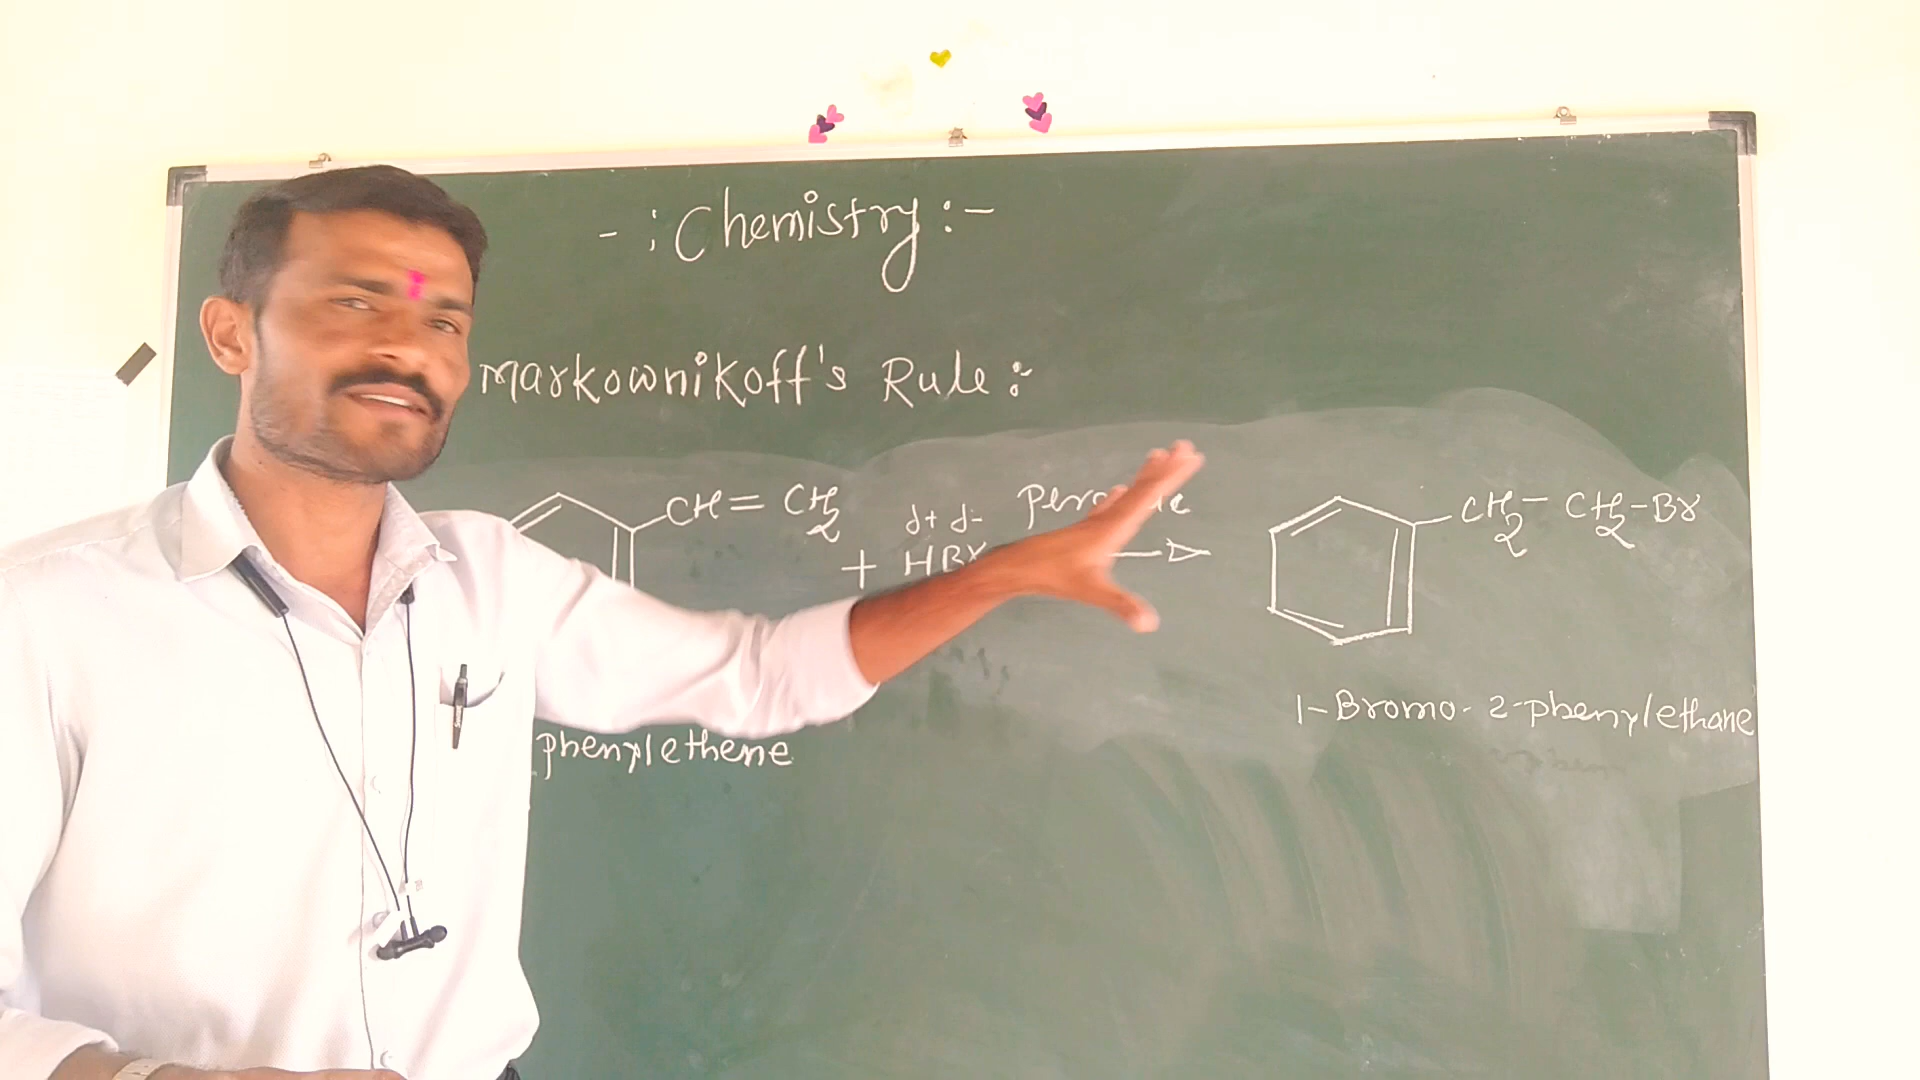 - : Chemistry : -
Markownikoff's Rule :-
CH = CH2 + HBr δ+ δ- CH2 - CH2 - Br
phenylethene
1-Bromo-2-phenylethane